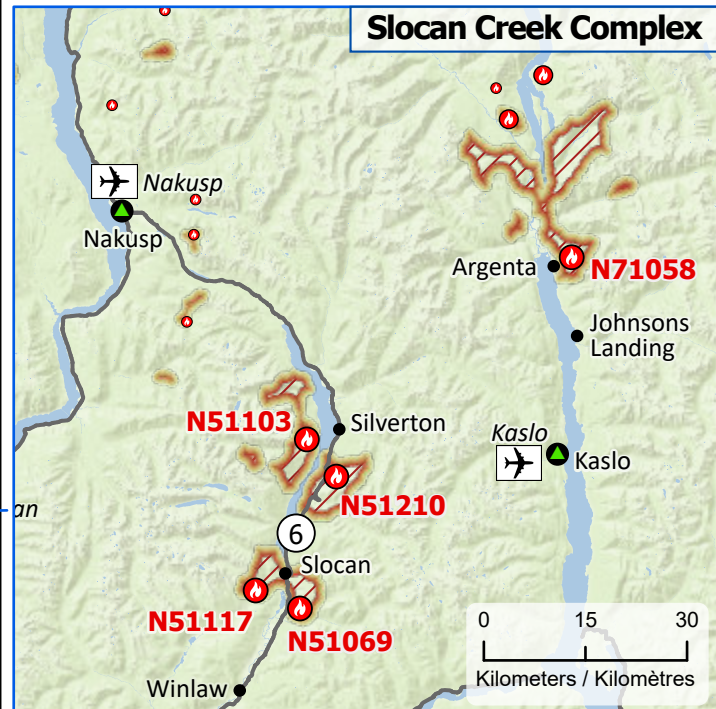 Slocan Creek Complex
Nakusp
Nakusp
Argenta
N71058
Johnsons
Landing
N51103
Silverton
Kaslo
Kaslo
N51210
an
6
Slocan
N51117
N51069
Winlaw
0 15 30
Kilometers / Kilomètres